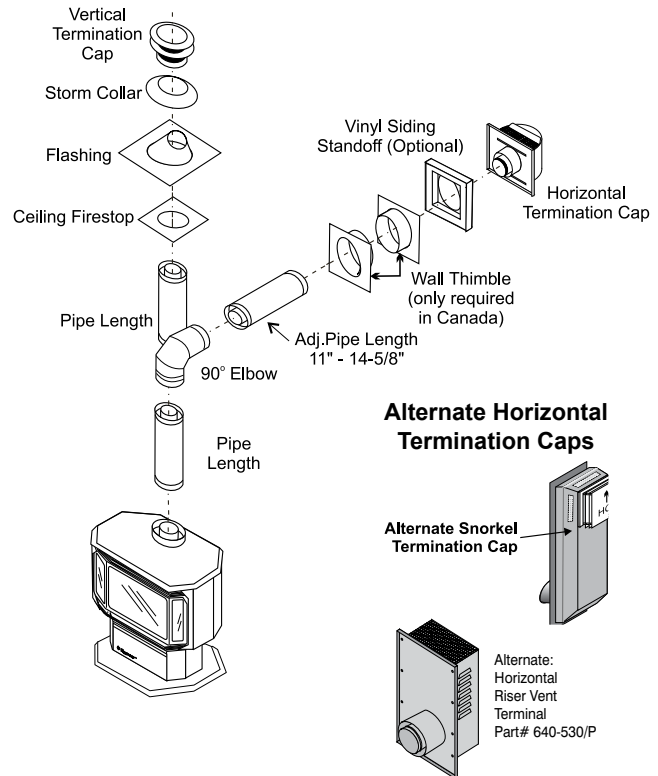 Vertical
Termination
Cap
Storm Collar
Flashing
Ceiling Firestop
Pipe Length
90° Elbow
Pipe
Length
Adj.Pipe Length
11" - 14-5/8"
Wall Thimble
(only required
in Canada)
Vinyl Siding
Standoff (Optional)
Horizontal
Termination Cap
Alternate Horizontal
Termination Caps
Alternate Snorkel
Termination Cap
Alternate:
Horizontal
Riser Vent
Terminal
Part# 640-530/P